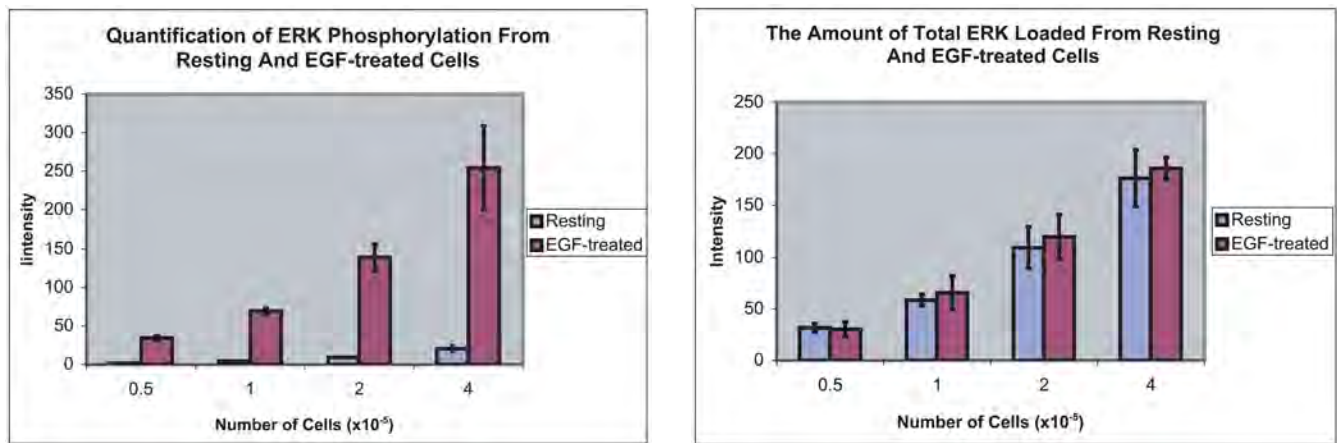 Quantification of ERK Phosphorylation From
Resting And EGF-treated Cells
350
300
250
200
150
100
50
0
Iintensity
0.5 1 2 4
Number of Cells (x10⁻⁵)
Resting
EGF-treated
The Amount of Total ERK Loaded From Resting
And EGF-treated Cells
250
200
150
100
50
0
Intensity
0.5 1 2 4
Number of Cells (x10⁻⁵)
Resting
EGF-treated